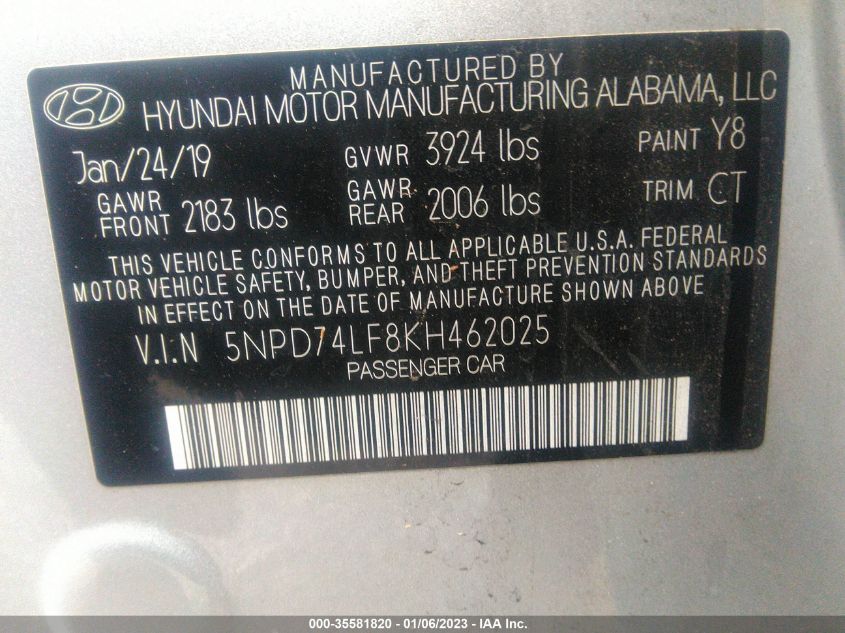 MANUFACTURED BY
HYUNDAI MOTOR MANUFACTURING ALABAMA, LLC
Jan/24/19 GVWR 3924 lbs PAINT Y8
GAWR FRONT 2183 lbs GAWR REAR 2006 lbs TRIM CT
THIS VEHICLE CONFORMS TO ALL APPLICABLE U.S.A. FEDERAL
MOTOR VEHICLE SAFETY, BUMPER, AND THEFT PREVENTION STANDARDS
IN EFFECT ON THE DATE OF MANUFACTURE SHOWN ABOVE.
V.I.N 5NPD74LF8KH462025
PASSENGER CAR
000-35581820 - 01/06/2023 - IAA Inc.